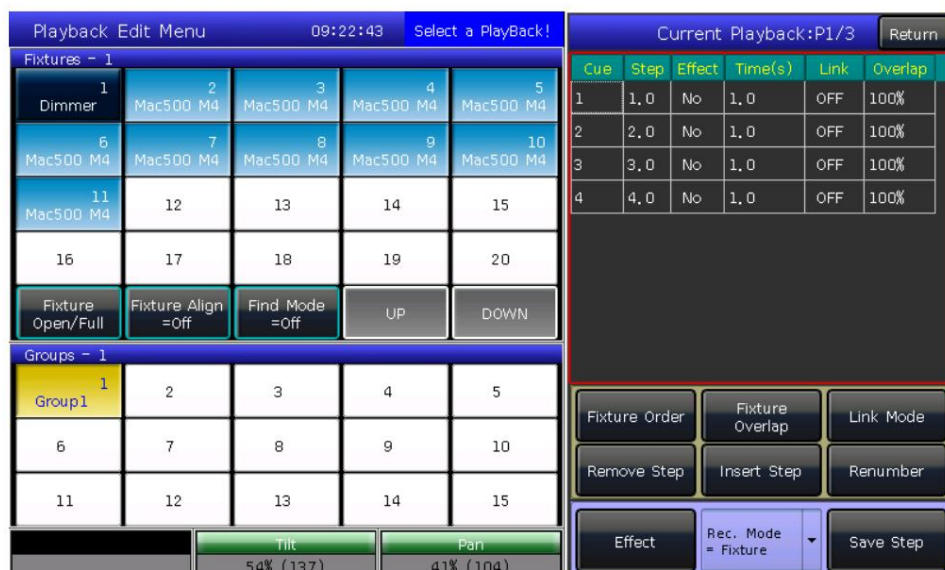 Playback Edit Menu 09:22:43 Select a PlayBack!
Fixtures - 1
1 2 3 4 5
Dimmer Mac500 M4 Mac500 M4 Mac500 M4 Mac500 M4
6 7 8 9 10
Mac500 M4 Mac500 M4 Mac500 M4 Mac500 M4 Mac500 M4
11
Mac500 M4 12 13 14 15
16 17 18 19 20
Fixture Open/Full Fixture Align =Off Find Mode =Off UP DOWN
Groups - 1
1
Group1 2 3 4 5
6 7 8 9 10
11 12 13 14 15
Tilt Pan
54% (137) 41% (104)
Current Playback:P1/3 Return
Cue Step Effect Time(s) Link Overlap
1 1.0 No 1.0 OFF 100%
2 2.0 No 1.0 OFF 100%
3 3.0 No 1.0 OFF 100%
4 4.0 No 1.0 OFF 100%
Fixture Order Fixture Overlap Link Mode
Remove Step Insert Step Renumber
Effect Rec. Mode = Fixture Save Step